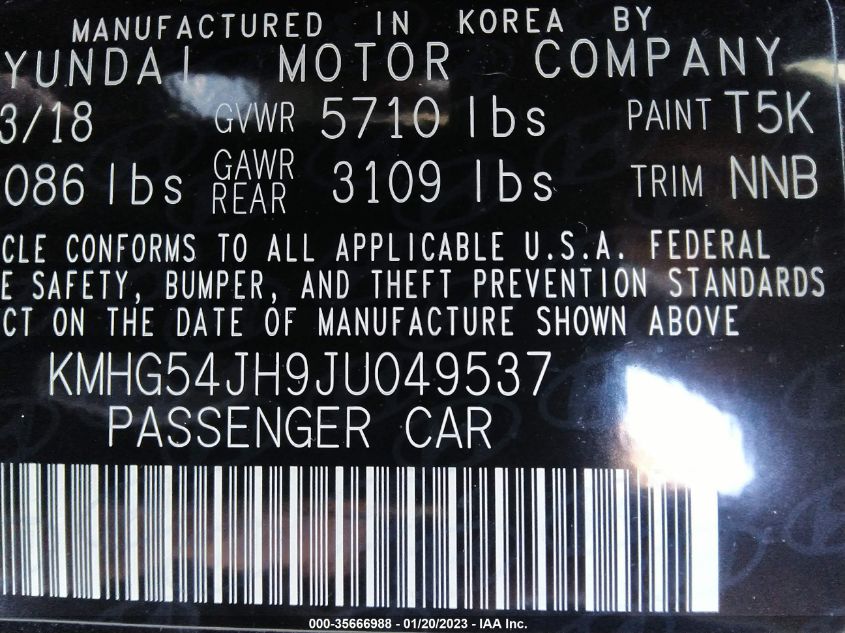 MANUFACTURED IN KOREA BY
YUNDAI MOTOR COMPANY
3/18 GVWR 5710 lbs PAINT T5K
086 lbs GAWR REAR 3109 lbs TRIM NNB
CLE CONFORMS TO ALL APPLICABLE U.S.A. FEDERAL
E SAFETY, BUMPER, AND THEFT PREVENTION STANDARDS
CT ON THE DATE OF MANUFACTURE SHOWN ABOVE
KMHG54JH9JU049537
PASSENGER CAR
000-35666988 - 01/20/2023 - IAA Inc.